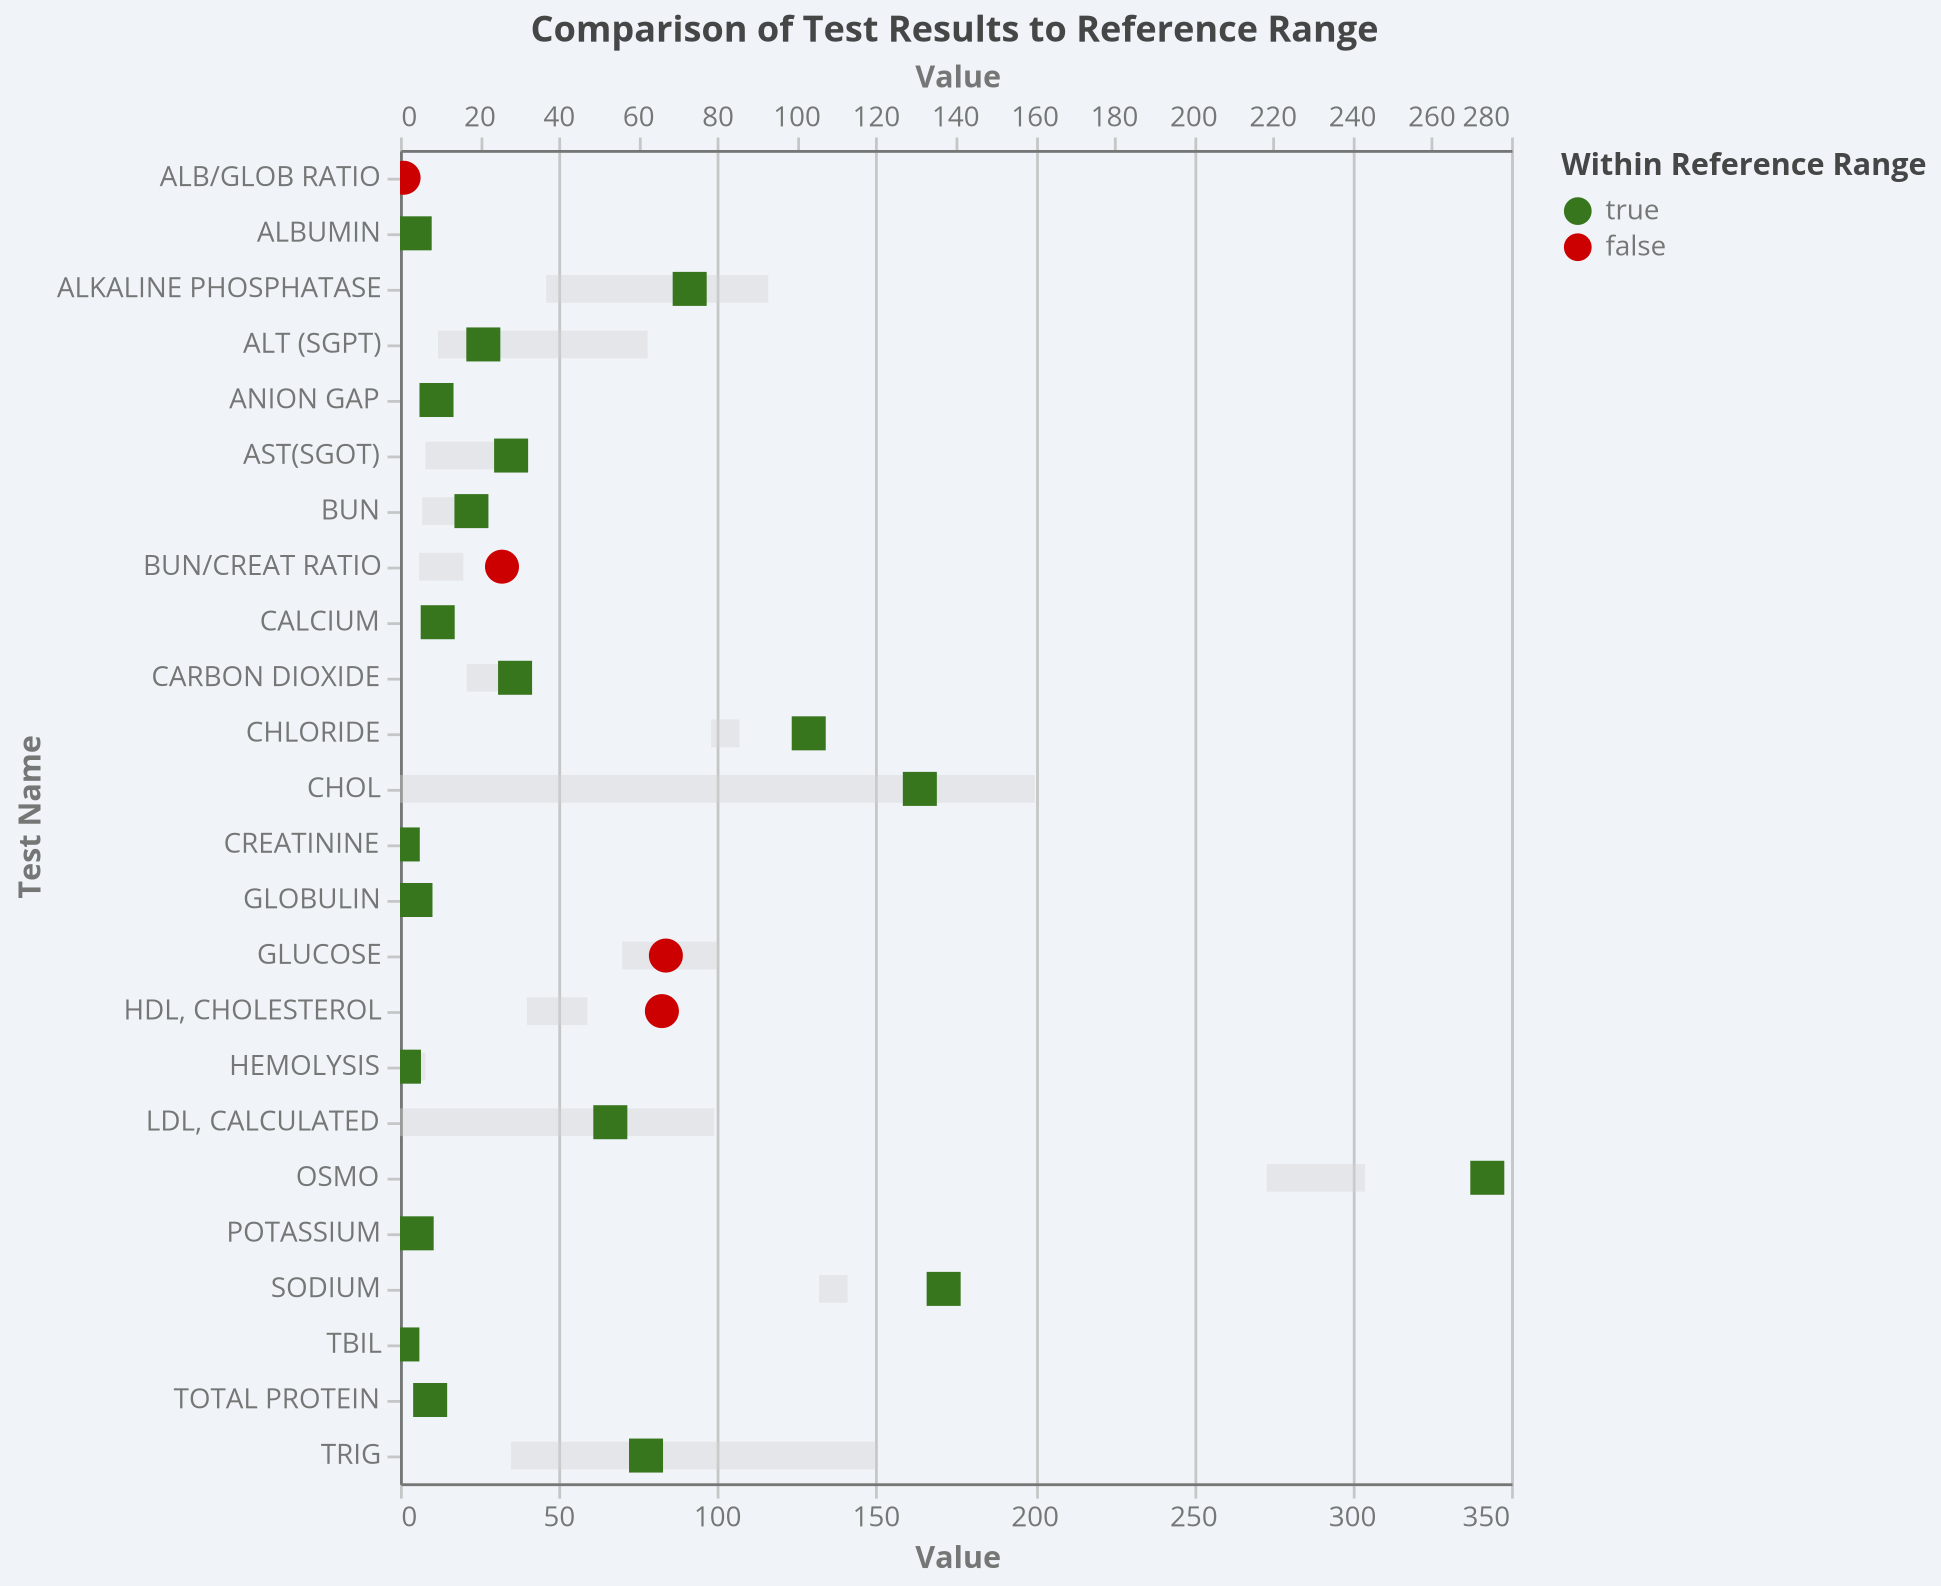 Comparison of Test Results to Reference Range
Value
0 20 40 60 80 100 120 140 160 180 200 220 240 260 280
Within Reference Range
true
false
Test Name
ALB/GLOB RATIO
ALBUMIN
ALKALINE PHOSPHATASE
ALT (SGPT)
ANION GAP
AST(SGOT)
BUN
BUN/CREAT RATIO
CALCIUM
CARBON DIOXIDE
CHLORIDE
CHOL
CREATININE
GLOBULIN
GLUCOSE
HDL, CHOLESTEROL
HEMOLYSIS
LDL, CALCULATED
OSMO
POTASSIUM
SODIUM
TBIL
TOTAL PROTEIN
TRIG
0 50 100 150 200 250 300 350
Value